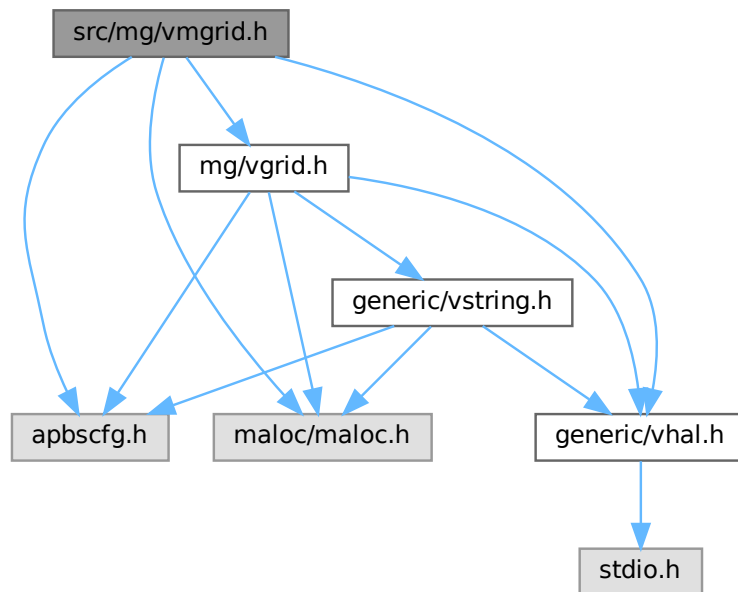 src/mg/vmgrid.h
mg/vgrid.h
generic/vstring.h
apbscfg.h
maloc/maloc.h
generic/vhal.h
stdio.h